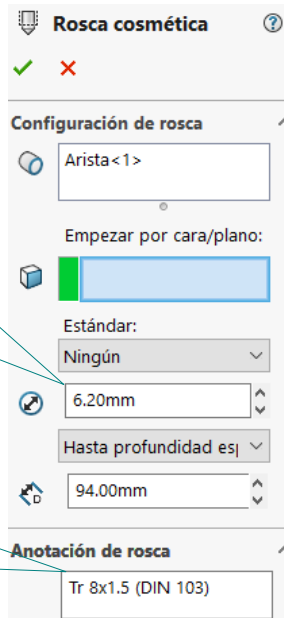 Rosca cosmética
?
Configuración de rosca
Arista<1>
Empezar por cara/plano:
Estándar:
Ningún
6.20mm
Hasta profundidad esp
94.00mm
D
Anotación de rosca
Tr 8x1.5 (DIN 103)